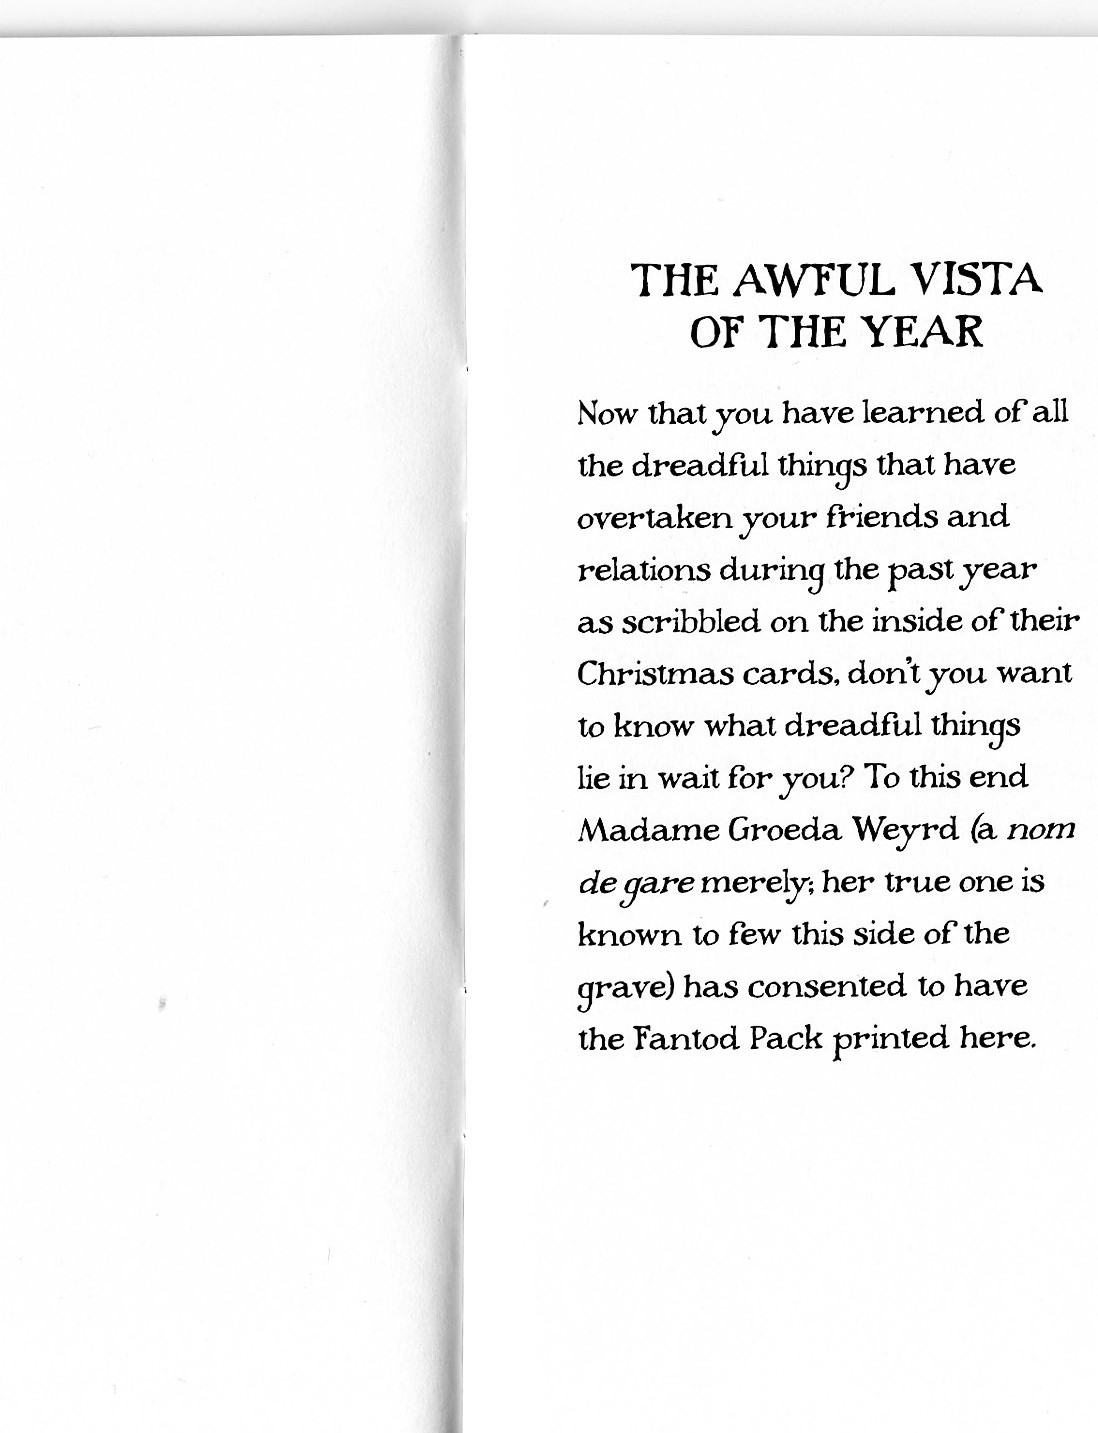 THE AWFUL VISTA
OF THE YEAR
Now that you have learned of all
the dreadful things that have
overtaken your friends and
relations during the past year
as scribbled on the inside of their
Christmas cards, don't you want
to know what dreadful things
lie in wait for you? To this end
Madame Groeda Weyrd (a nom
de gare merely; her true one is
known to few this side of the
grave) has consented to have
the Fantod Pack printed here.